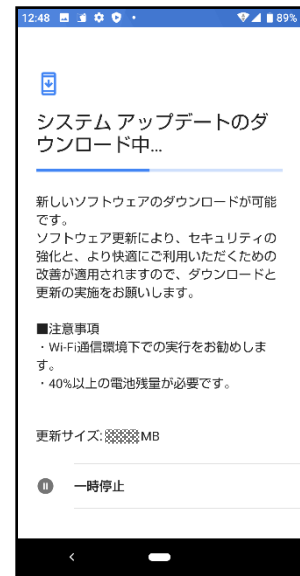 12:48
89%
システム アップデートのダ
ウンロード中...
新しいソフトウェアのダウンロードが可能
です。
ソフトウェア更新により、セキュリティの
強化と、より快適にご利用いただくための
改善が適用されますので、ダウンロードと
更新の実施をお願いします。
■注意事項
・Wi-Fi通信環境下での実行をお勧めしま
す。
・40%以上の電池残量が必要です。
更新サイズ: MB
一時停止